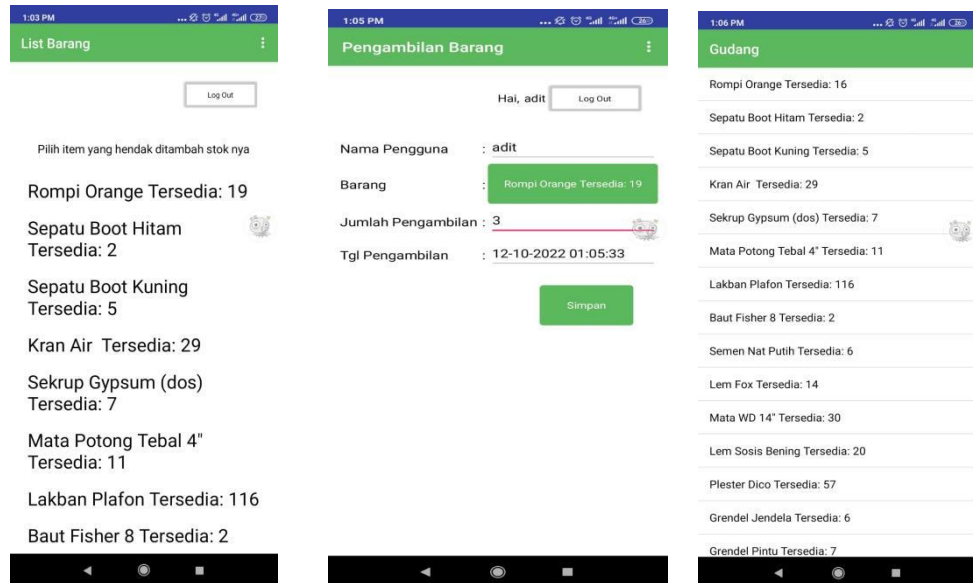 1:03 PM
List Barang
Log Out
Pilih item yang hendak ditambah stok nya
Rompi Orange Tersedia: 19
Sepatu Boot Hitam
Tersedia: 2
Sepatu Boot Kuning
Tersedia: 5
Kran Air Tersedia: 29
Sekrup Gypsum (dos)
Tersedia: 7
Mata Potong Tebal 4"
Tersedia: 11
Lakban Plafon Tersedia: 116
Baut Fisher 8 Tersedia: 2
1:05 PM
Pengambilan Barang
Hai, adit Log Out
Nama Pengguna : adit
Barang : Rompi Orange Tersedia: 19
Jumlah Pengambilan : 3
Tgl Pengambilan : 12-10-2022 01:05:33
Simpan
1:06 PM
Gudang
Rompi Orange Tersedia: 16
Sepatu Boot Hitam Tersedia: 2
Sepatu Boot Kuning Tersedia: 5
Kran Air Tersedia: 29
Sekrup Gypsum (dos) Tersedia: 7
Mata Potong Tebal 4" Tersedia: 11
Lakban Plafon Tersedia: 116
Baut Fisher 8 Tersedia: 2
Semen Nat Putih Tersedia: 6
Lem Fox Tersedia: 14
Mata WD 14" Tersedia: 30
Lem Sosis Bening Tersedia: 20
Plester Dico Tersedia: 57
Grendel Jendela Tersedia: 6
Grendel Pintu Tersedia: 7